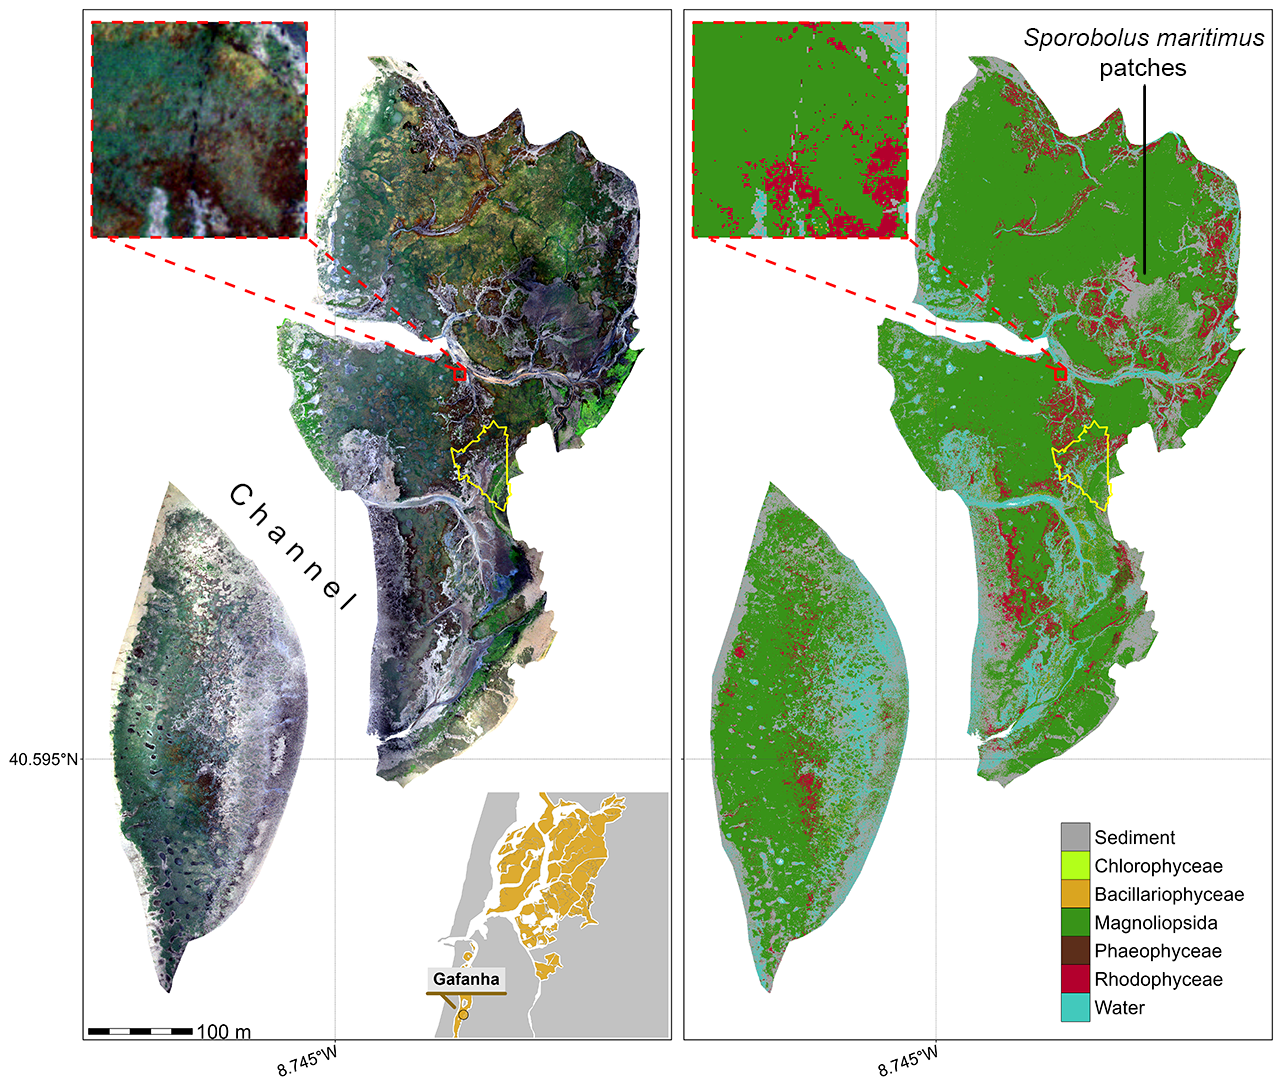 Sporobolus maritimus
patches
Channel
40.595°N
Gafanha
100 m
8.745°W
8.745°W
Sediment
Chlorophyceae
Bacillariophyceae
Magnoliopsida
Phaeophyceae
Rhodophyceae
Water